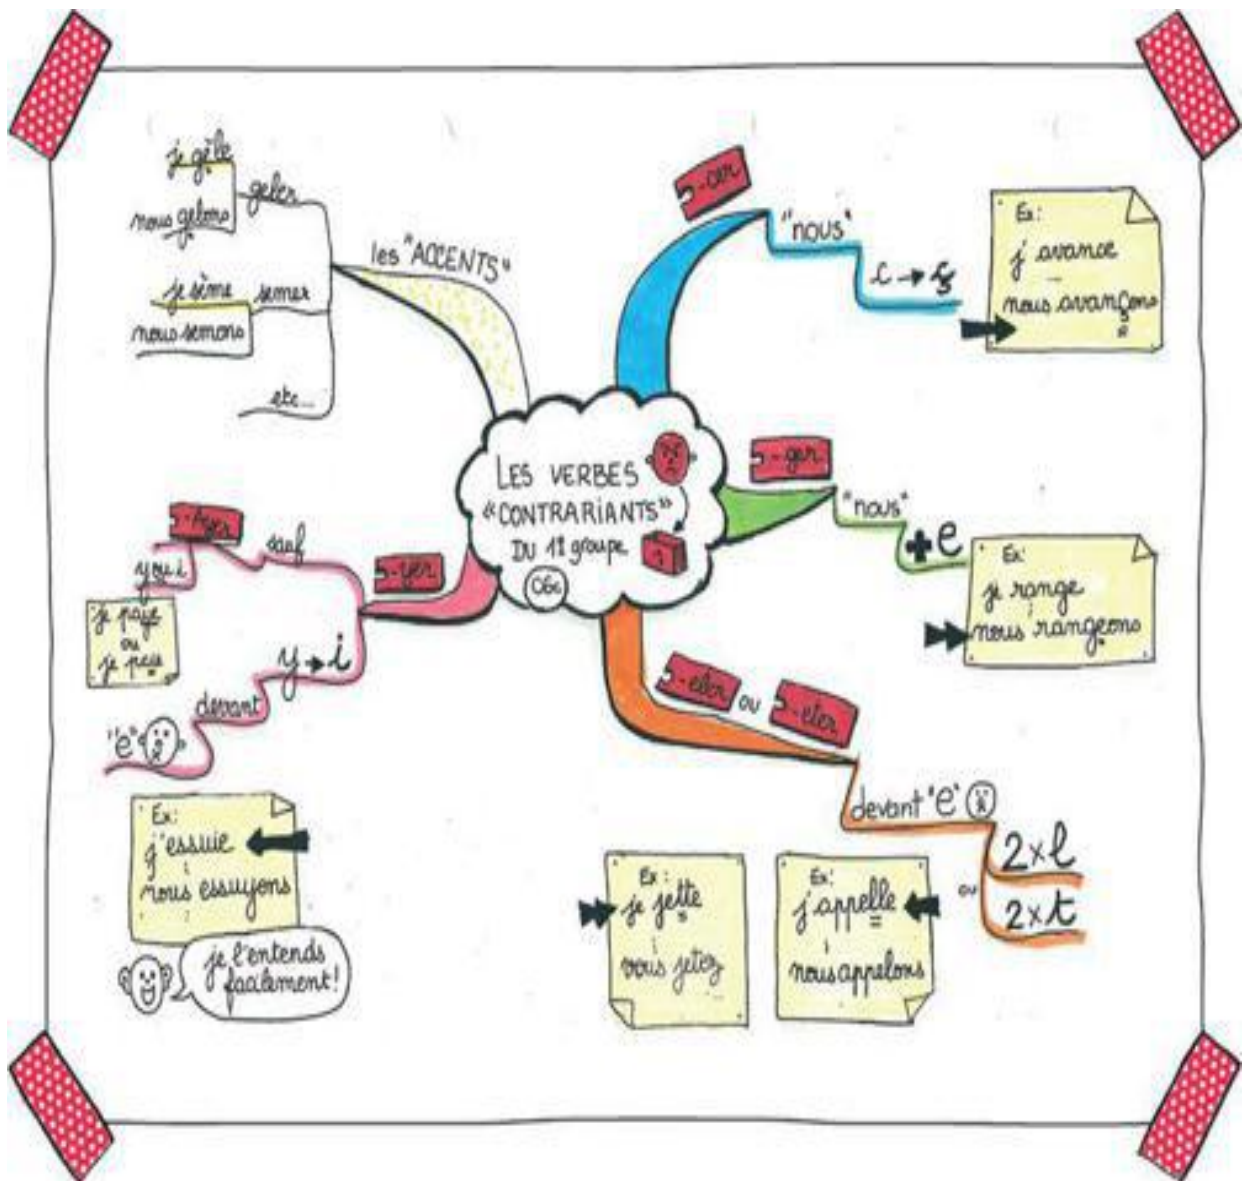 LES VERBES
"CONTRARIANTS"
DU 1er groupe
1
les "ACCENTS"
geler
je gèle
nous gelons
semer
je sème
nous semons
etc...
-cer
"nous"
c → ç
Ex:
j'avance
...
nous avançons
-ger
"nous"
+ e
Ex:
je range
nous rangeons
-eler ou -eter
devant "e"
2xl
ou
2xt
Ex:
je jette
vous jetez
...
Ex:
j'appelle
nous appelons
-yer
sauf
-Ayer
y ou i
je paye
ou
je paie
y → i
devant
"e"
Ex:
j'essuie
nous essuyons
je l'entends
facilement!